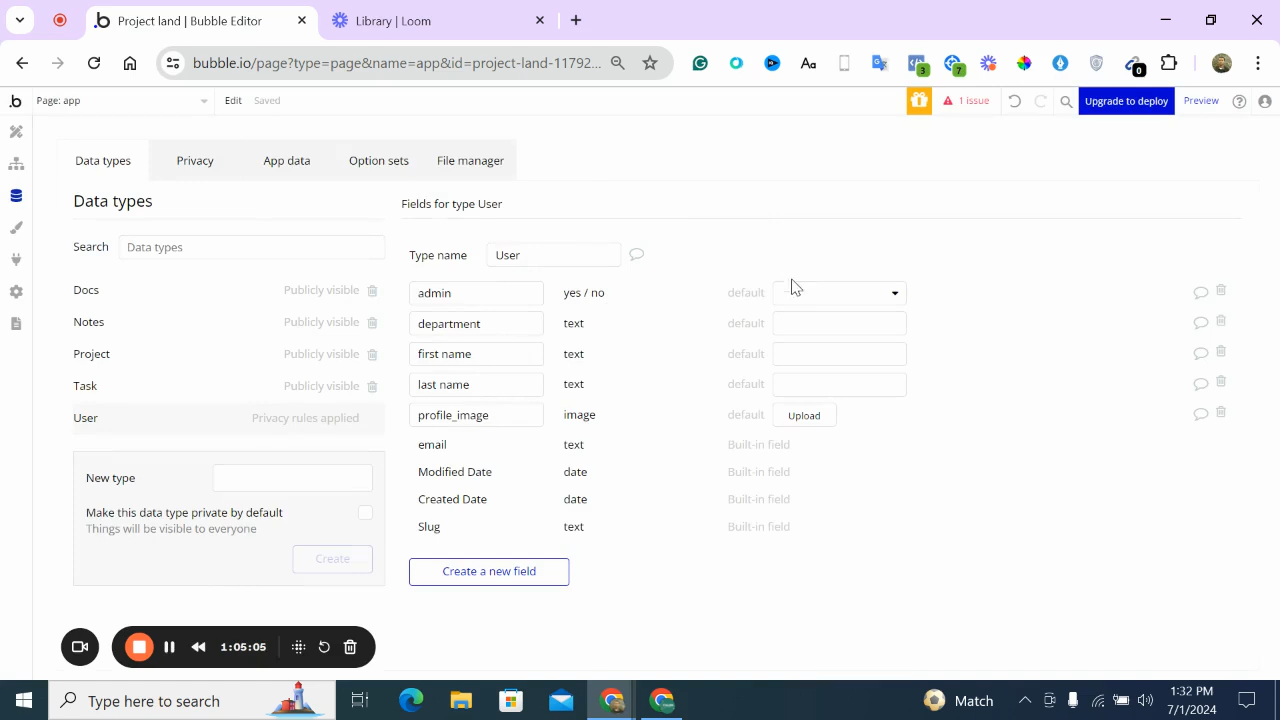 Project land | Bubble Editor
Library | Loom
bubble.io/page?type=page&name=app&id=project-land-11792...
3
7
0
Page: app
Edit
Saved
1 issue
Upgrade to deploy
Preview
Data types
Privacy
App data
Option sets
File manager
Data types
Search
Data types
Docs
Publicly visible
Notes
Publicly visible
Project
Publicly visible
Task
Publicly visible
User
Privacy rules applied
New type
Make this data type private by default
Things will be visible to everyone
Create
Fields for type User
Type name
User
admin
yes / no
default
department
text
default
first name
text
default
last name
text
default
profile_image
image
default
Upload
email
text
Built-in field
Modified Date
date
Built-in field
Created Date
date
Built-in field
Slug
text
Built-in field
Create a new field
1:05:05
Type here to search
Match
1:32 PM
7/1/2024